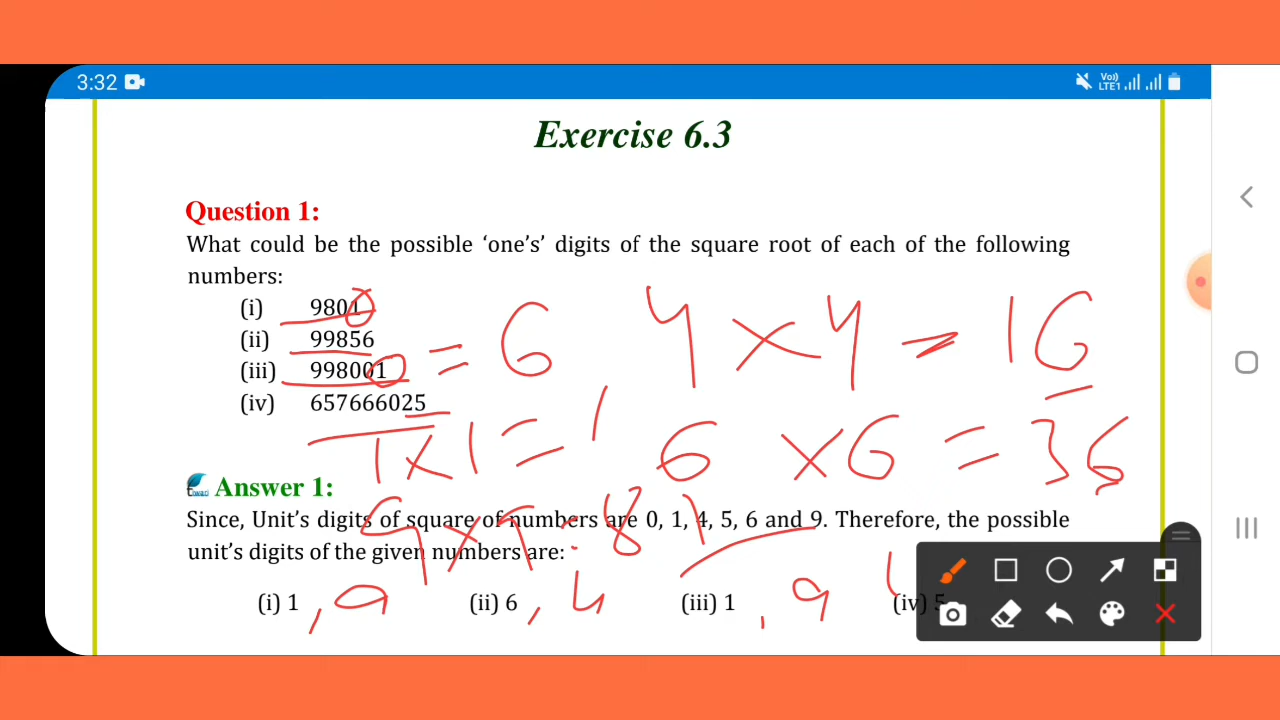 3:32
Vo))
LTE1
Exercise 6.3
Question 1:
What could be the possible ‘one’s’ digits of the square root of each of the following
numbers:
(i) 9801
(ii) 99856
(iii) 998001
(iv) 657666025
= 6
4 × 4 = 16
1 × 1 = 1
6 × 6 = 36
Answer 1:
Since, Unit’s digits of square of numbers are 0, 1, 4, 5, 6 and 9. Therefore, the possible
unit’s digits of the given numbers are:
9 × 9 = 81
(i) 1 , 9 (ii) 6 , 4 (iii) 1 , 9 (iv) 5